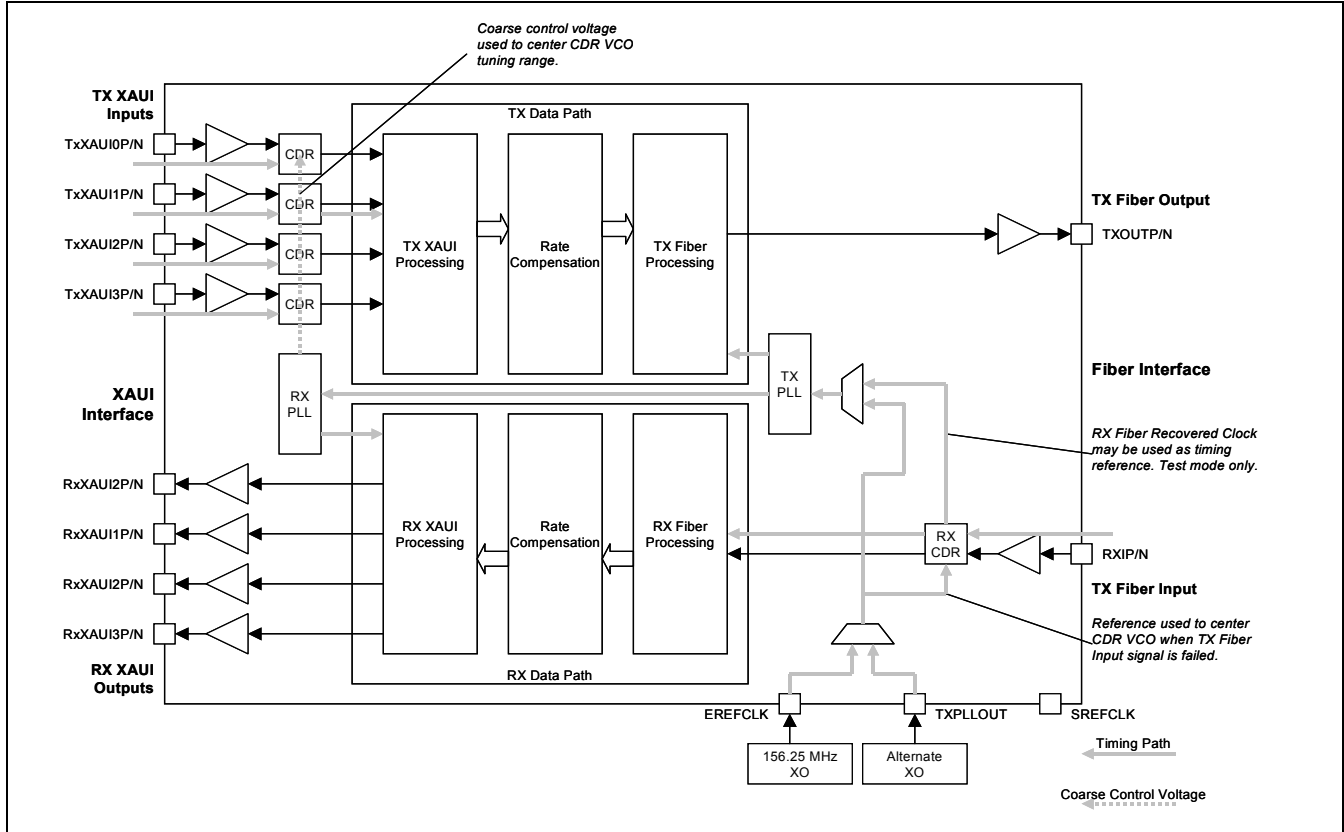 Coarse control voltage
used to center CDR VCO
tuning range.
TX XAUI
Inputs
TX Data Path
TxXAUI0P/N
CDR
TxXAUI1P/N
CDR
TX Fiber Output
TxXAUI2P/N
CDR
TX XAUI
Processing
Rate
Compensation
TX Fiber
Processing
TXOUTP/N
TxXAUI3P/N
CDR
XAUI
Interface
RX
PLL
TX
PLL
Fiber Interface
RX Fiber Recovered Clock
may be used as timing
reference. Test mode only.
RxXAUI2P/N
RxXAUI1P/N
RX XAUI
Processing
Rate
Compensation
RX Fiber
Processing
RX
CDR
RXIP/N
RxXAUI2P/N
TX Fiber Input
RxXAUI3P/N
Reference used to center
CDR VCO when TX Fiber
Input signal is failed.
RX XAUI
Outputs
RX Data Path
EREFCLK
TXPLLOUT
SREFCLK
156.25 MHz
XO
Alternate
XO
Timing Path
Coarse Control Voltage